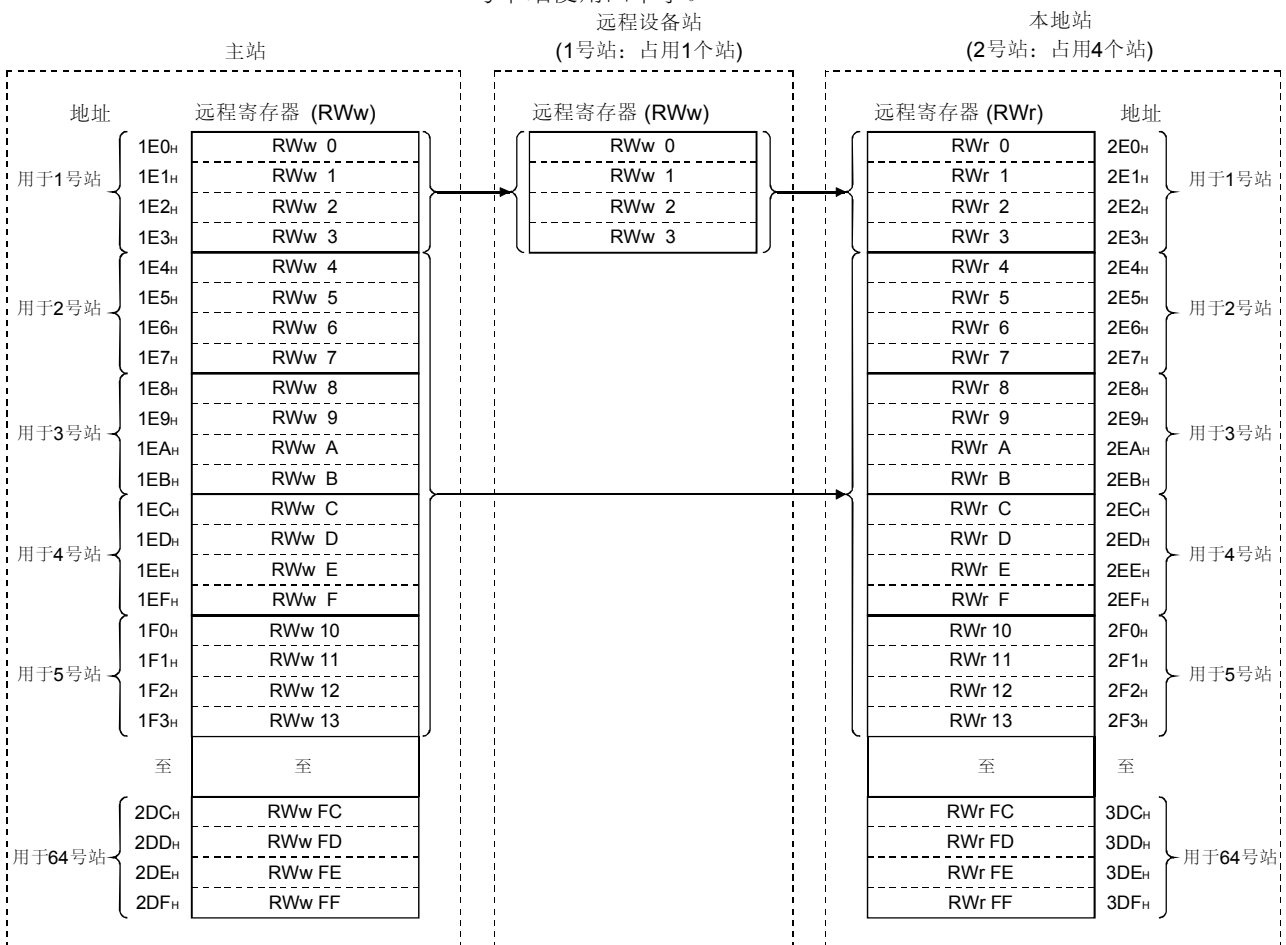 远程设备站 本地站
主站 (1号站：占用1个站) (2号站：占用4个站)
地址 远程寄存器 (RWw) 远程寄存器 (RWw) 远程寄存器 (RWr) 地址
1E0H RWw 0 RWw 0 RWr 0 2E0H
用于1号站 1E1H RWw 1 RWw 1 RWr 1 2E1H 用于1号站
1E2H RWw 2 RWw 2 RWr 2 2E2H
1E3H RWw 3 RWw 3 RWr 3 2E3H
1E4H RWw 4 RWr 4 2E4H
用于2号站 1E5H RWw 5 RWr 5 2E5H 用于2号站
1E6H RWw 6 RWr 6 2E6H
1E7H RWw 7 RWr 7 2E7H
1E8H RWw 8 RWr 8 2E8H
用于3号站 1E9H RWw 9 RWr 9 2E9H 用于3号站
1EAH RWw A RWr A 2EAH
1EBH RWw B RWr B 2EBH
1ECH RWw C RWr C 2ECH
用于4号站 1EDH RWw D RWr D 2EDH 用于4号站
1EEH RWw E RWr E 2EEH
1EFH RWw F RWr F 2EFH
1F0H RWw 10 RWr 10 2F0H
用于5号站 1F1H RWw 11 RWr 11 2F1H 用于5号站
1F2H RWw 12 RWr 12 2F2H
1F3H RWw 13 RWr 13 2F3H
至 至 至 至
2DCH RWw FC RWr FC 3DCH
2DDH RWw FD RWr FD 3DDH
用于64号站 2DEH RWw FE RWr FE 3DEH 用于64号站
2DFH RWw FF RWr FF 3DFH